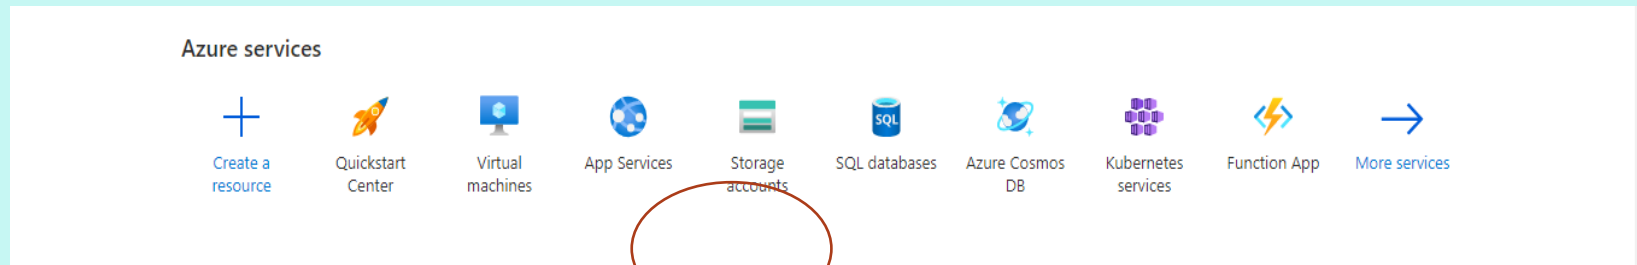 Azure services
SQL
Create a
resource
Quickstart
Center
Virtual
machines
App Services
Storage
accounts
SQL databases
Azure Cosmos
DB
Kubernetes
services
Function App
More services